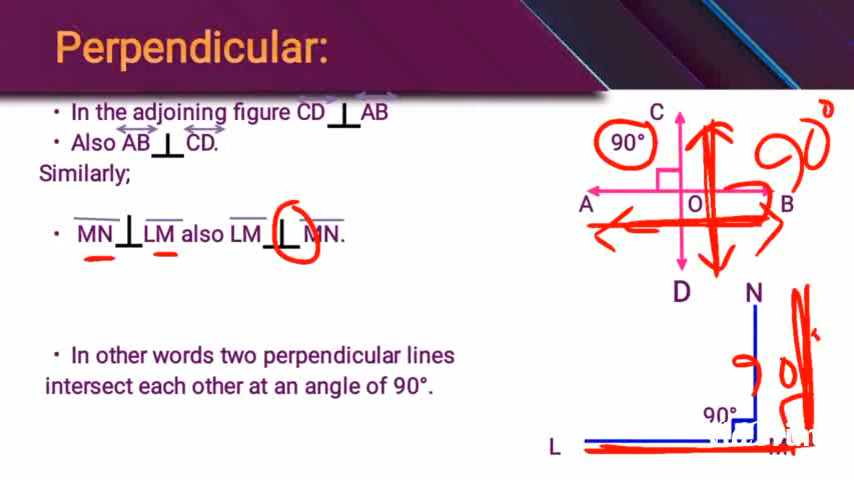 Perpendicular:
• In the adjoining figure CD ⊥ AB
• Also AB ⊥ CD.
Similarly;
• MN ⊥ LM also LM ⊥ MN.
• In other words two perpendicular lines
intersect each other at an angle of 90°.
C
90°
90°
A
O
B
D
N
90°
L
M